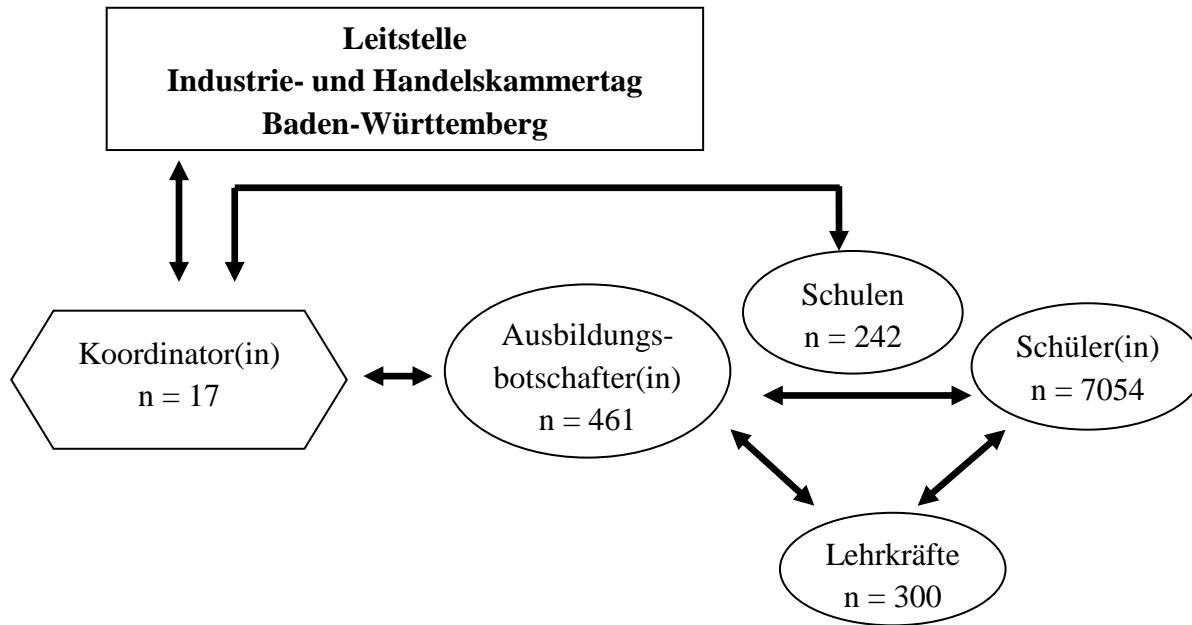 Leitstelle
Industrie- und Handelskammertag
Baden-Württemberg
Koordinator(in)
n = 17
Ausbildungs-
botschafter(in)
n = 461
Schulen
n = 242
Schüler(in)
n = 7054
Lehrkräfte
n = 300